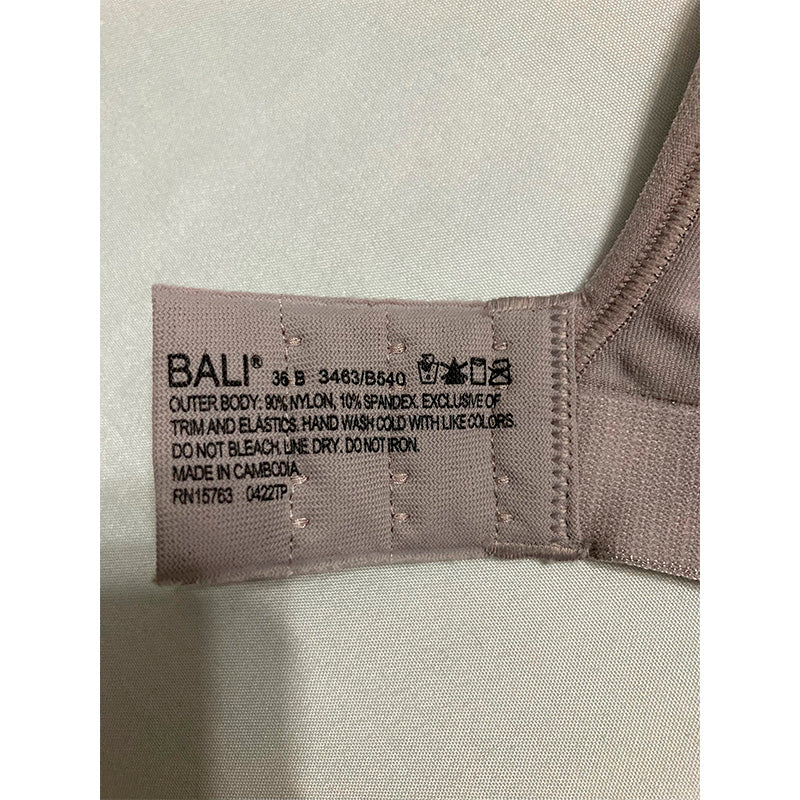 BALI® 36 B 3463/B540
OUTER BODY: 90% NYLON, 10% SPANDEX. EXCLUSIVE OF
TRIM AND ELASTICS. HAND WASH COLD WITH LIKE COLORS.
DO NOT BLEACH. LINE DRY. DO NOT IRON.
MADE IN CAMBODIA
RN15763 0422TP